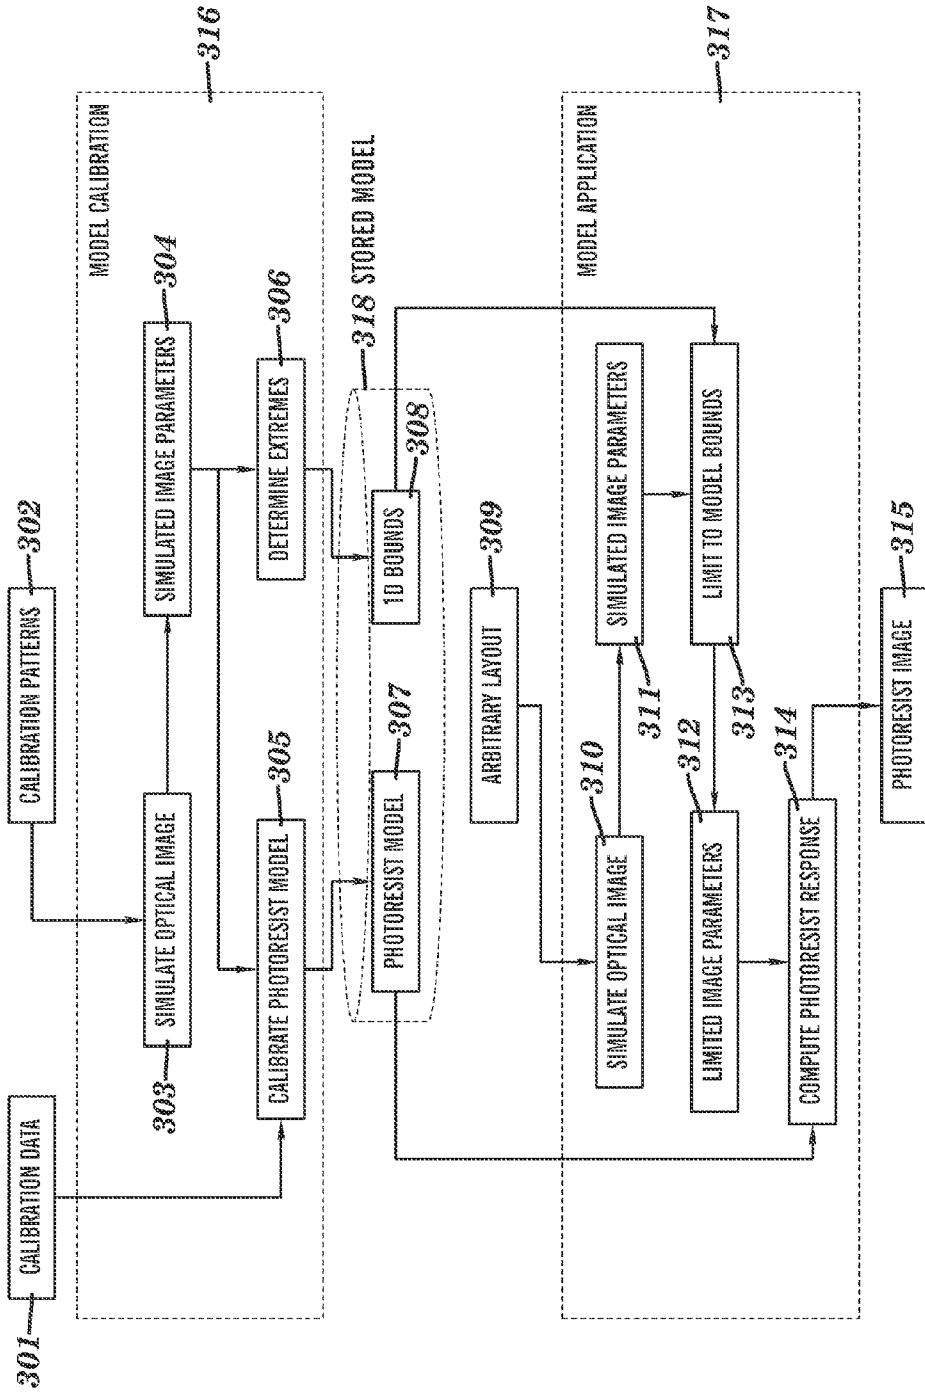 301
CALIBRATION DATA
CALIBRATION PATTERNS
302
316
MODEL CALIBRATION
303
SIMULATE OPTICAL IMAGE
SIMULATED IMAGE PARAMETERS
304
CALIBRATE PHOTORESIST MODEL
305
DETERMINE EXTREMES
306
318 STORED MODEL
PHOTORESIST MODEL
307
1D BOUNDS
308
ARBITRARY LAYOUT
309
317
MODEL APPLICATION
SIMULATE OPTICAL IMAGE
310
SIMULATED IMAGE PARAMETERS
311
LIMITED IMAGE PARAMETERS
312
LIMIT TO MODEL BOUNDS
313
COMPUTE PHOTORESIST RESPONSE
314
PHOTORESIST IMAGE
315